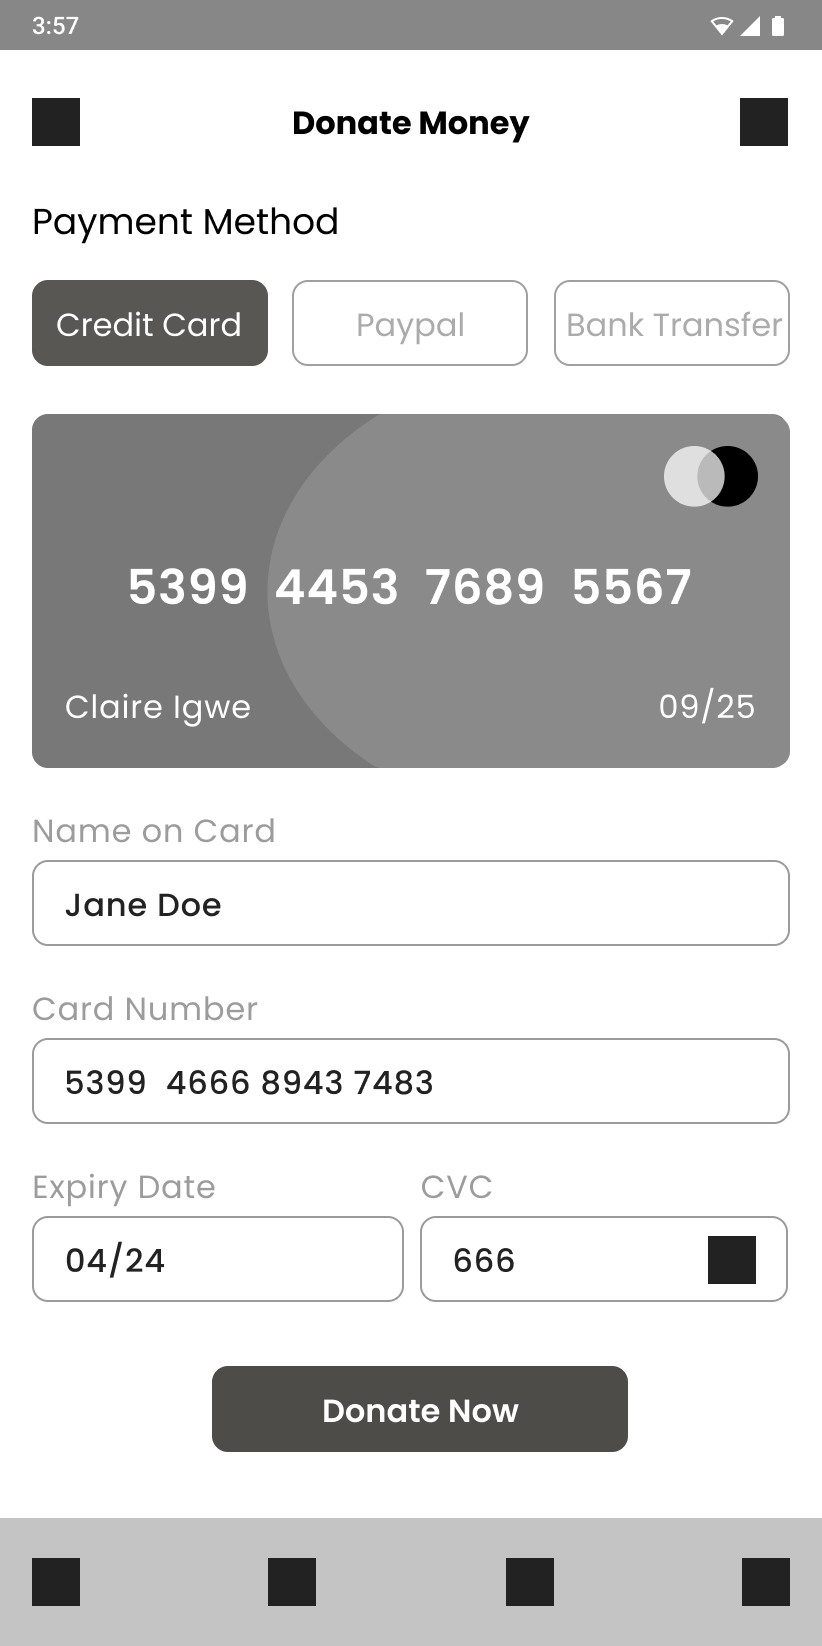 3:57
Donate Money
Payment Method
Credit Card Paypal Bank Transfer
5399 4453 7689 5567
Claire Igwe 09/25
Name on Card
Jane Doe
Card Number
5399 4666 8943 7483
Expiry Date CVC
04/24 666
Donate Now